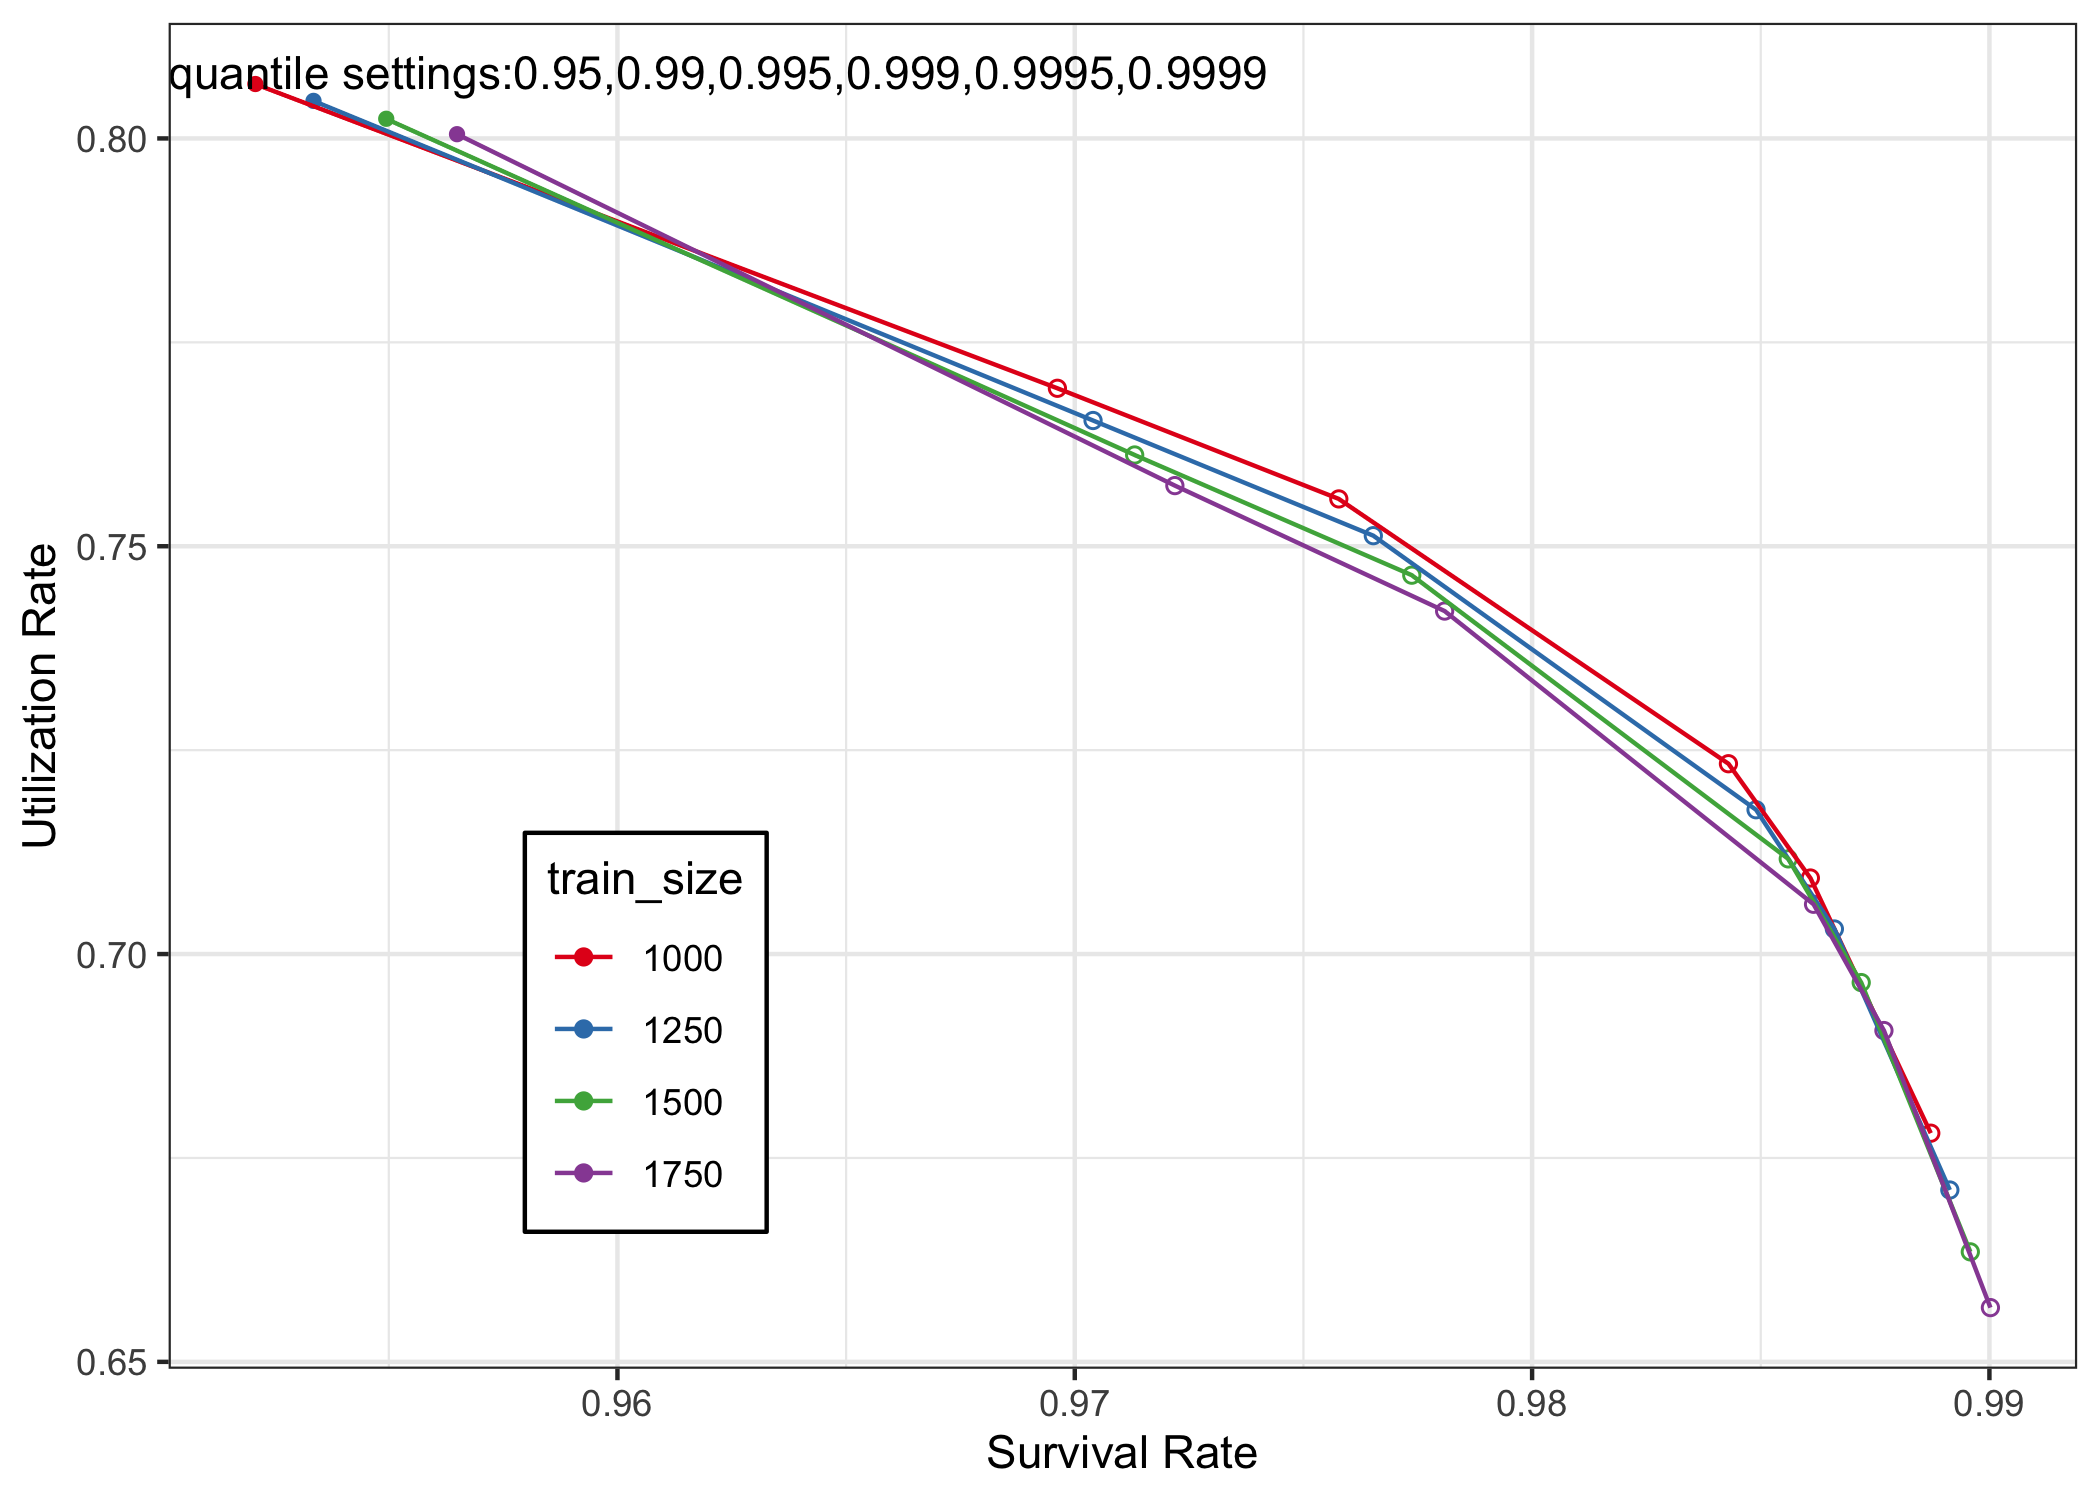 quantile settings:0.95,0.99,0.995,0.999,0.9995,0.9999
0.80
0.75
0.70
0.65
Utilization Rate
train_size
1000
1250
1500
1750
0.96 0.97 0.98 0.99
Survival Rate